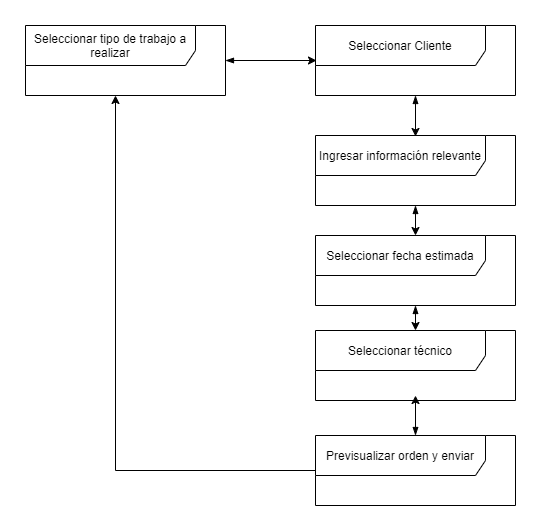 Seleccionar tipo de trabajo a
realizar
Seleccionar Cliente
Ingresar información relevante
Seleccionar fecha estimada
Seleccionar técnico
Previsualizar orden y enviar